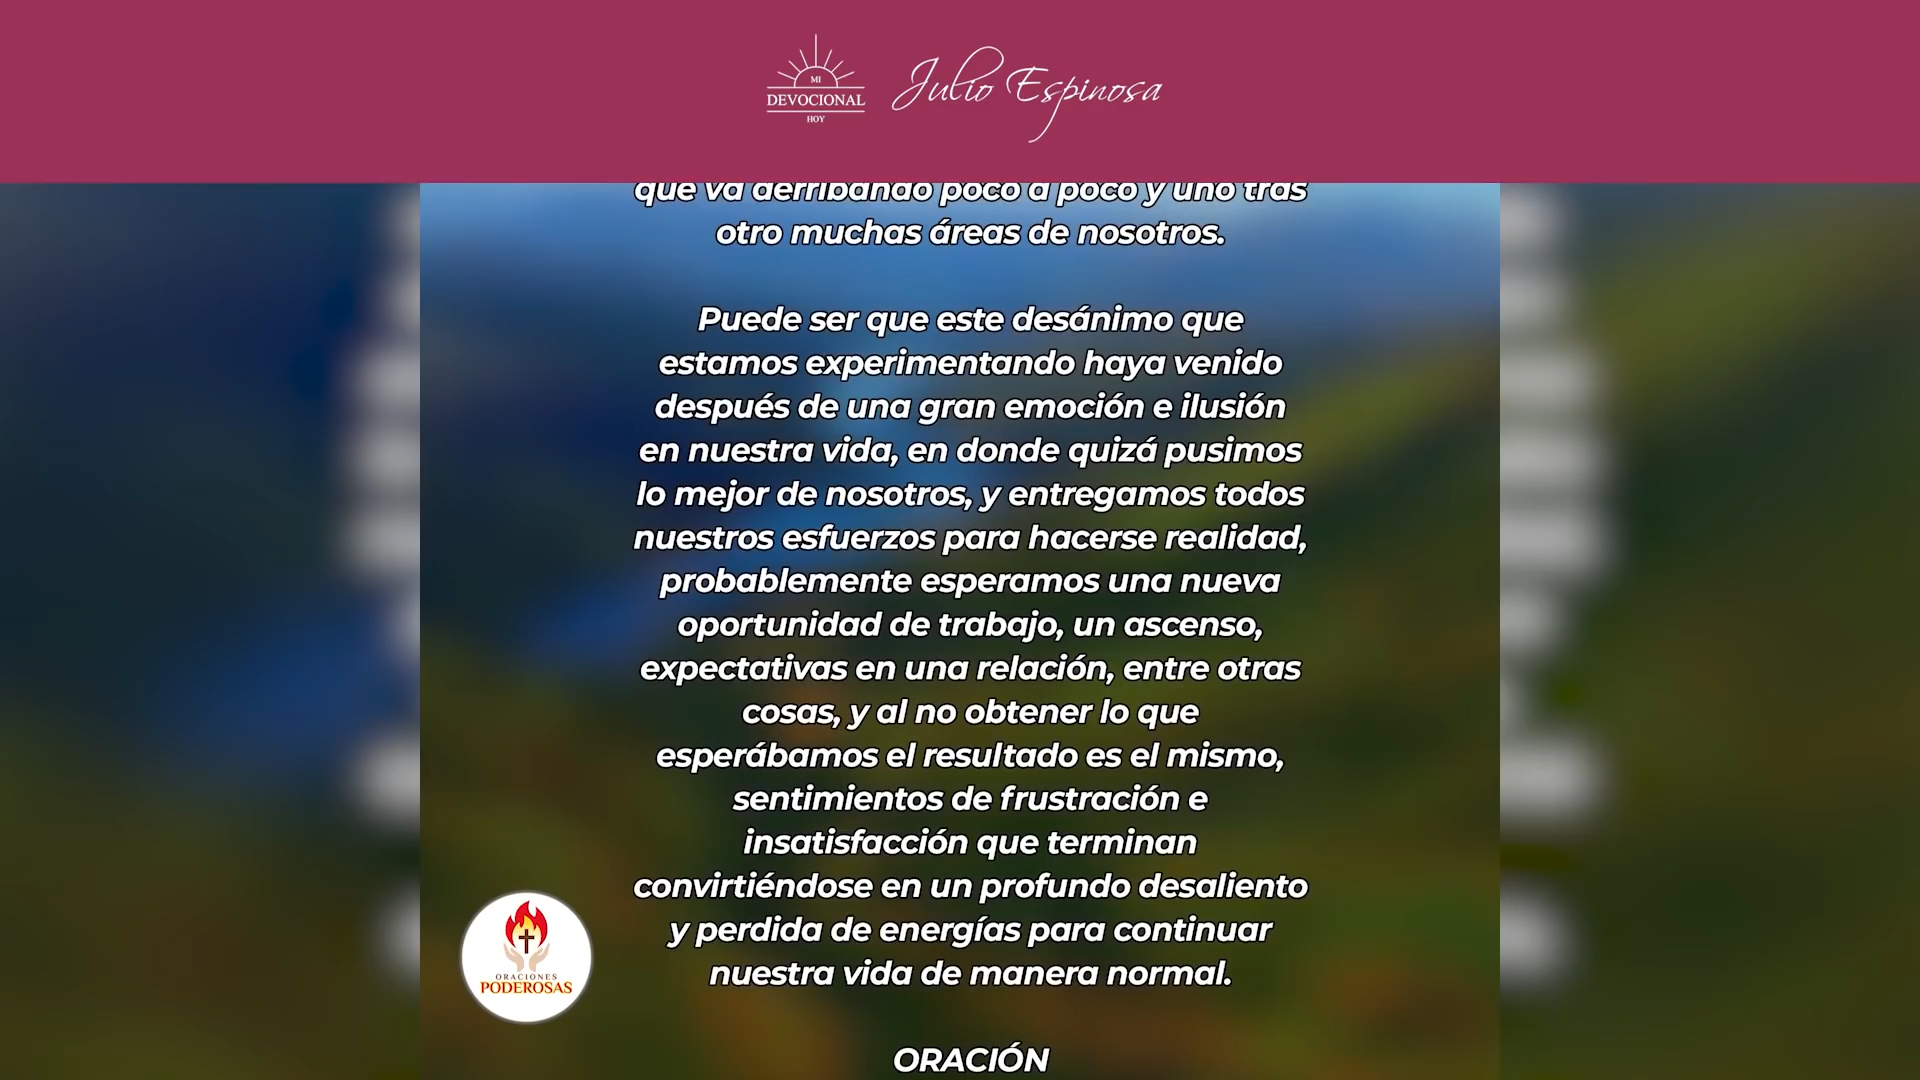 MI
DEVOCIONAL
HOY
Julio Espinosa
que va derribando poco a poco y uno tras
otro muchas áreas de nosotros.
Puede ser que este desánimo que
estamos experimentando haya venido
después de una gran emoción e ilusión
en nuestra vida, en donde quizá pusimos
lo mejor de nosotros, y entregamos todos
nuestros esfuerzos para hacerse realidad,
probablemente esperamos una nueva
oportunidad de trabajo, un ascenso,
expectativas en una relación, entre otras
cosas, y al no obtener lo que
esperábamos el resultado es el mismo,
sentimientos de frustración e
insatisfacción que terminan
convirtiéndose en un profundo desaliento
y perdida de energías para continuar
nuestra vida de manera normal.
ORACIONES
PODEROSAS
ORACIÓN